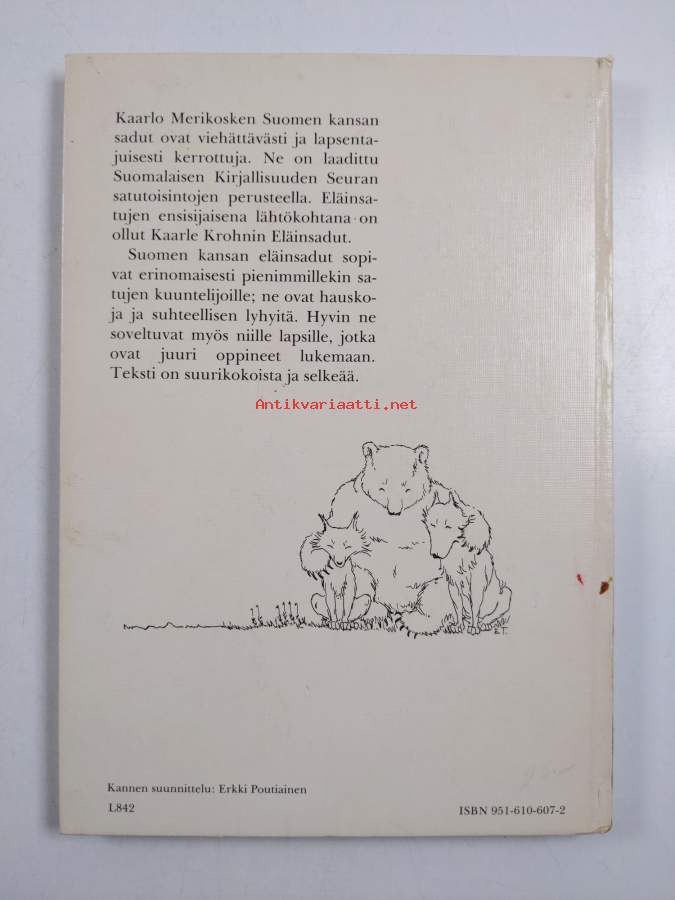 Kaarlo Merikosken Suomen kansan
sadut ovat viehättävästi ja lapsenta-
juisesti kerrottuja. Ne on laadittu
Suomalaisen Kirjallisuuden Seuran
satutoisintojen perusteella. Eläinsa-
tujen ensisijaisena lähtökohtana on
ollut Kaarle Krohnin Eläinsadut.
Suomen kansan eläinsadut sopi-
vat erinomaisesti pienimmillekin sa-
tujen kuuntelijoille; ne ovat hausko-
ja ja suhteellisen lyhyitä. Hyvin ne
soveltuvat myös niille lapsille, jotka
ovat juuri oppineet lukemaan.
Teksti on suurikokoista ja selkeää.
Antikvariaatti.net
E.T.
Kannen suunnittelu: Erkki Poutiainen
L842
ISBN 951-610-607-2